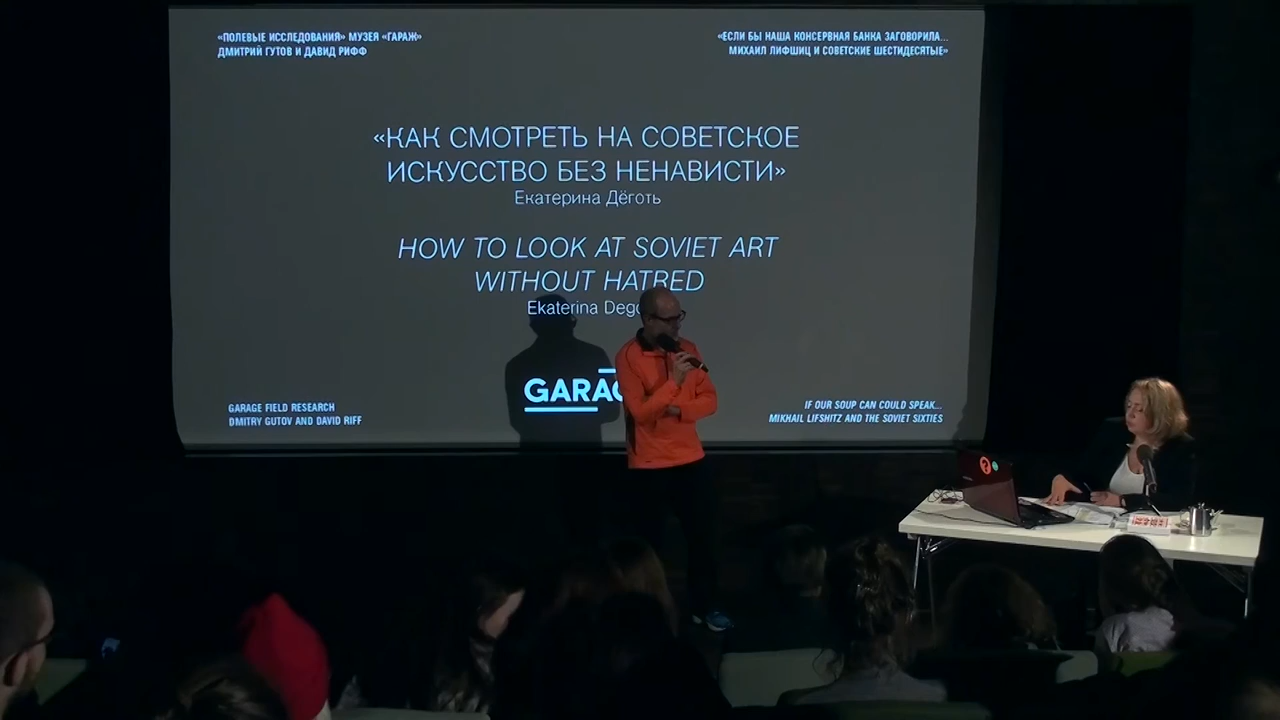 «ПОЛЕВЫЕ ИССЛЕДОВАНИЯ» МУЗЕЯ «ГАРАЖ»
ДМИТРИЙ ГУТОВ И ДАВИД РИФФ
«ЕСЛИ БЫ НАША КОНСЕРВНАЯ БАНКА ЗАГОВОРИЛА...
МИХАИЛ ЛИФШИЦ И СОВЕТСКИЕ ШЕСТИДЕСЯТЫЕ»
«КАК СМОТРЕТЬ НА СОВЕТСКОЕ
ИСКУССТВО БЕЗ НЕНАВИСТИ»
Екатерина Дёготь
HOW TO LOOK AT SOVIET ART
WITHOUT HATRED
Ekaterina Dego
GARAG
GARAGE FIELD RESEARCH
DMITRY GUTOV AND DAVID RIFF
IF OUR SOUP CAN COULD SPEAK...
MIKHAIL LIFSHITZ AND THE SOVIET SIXTIES